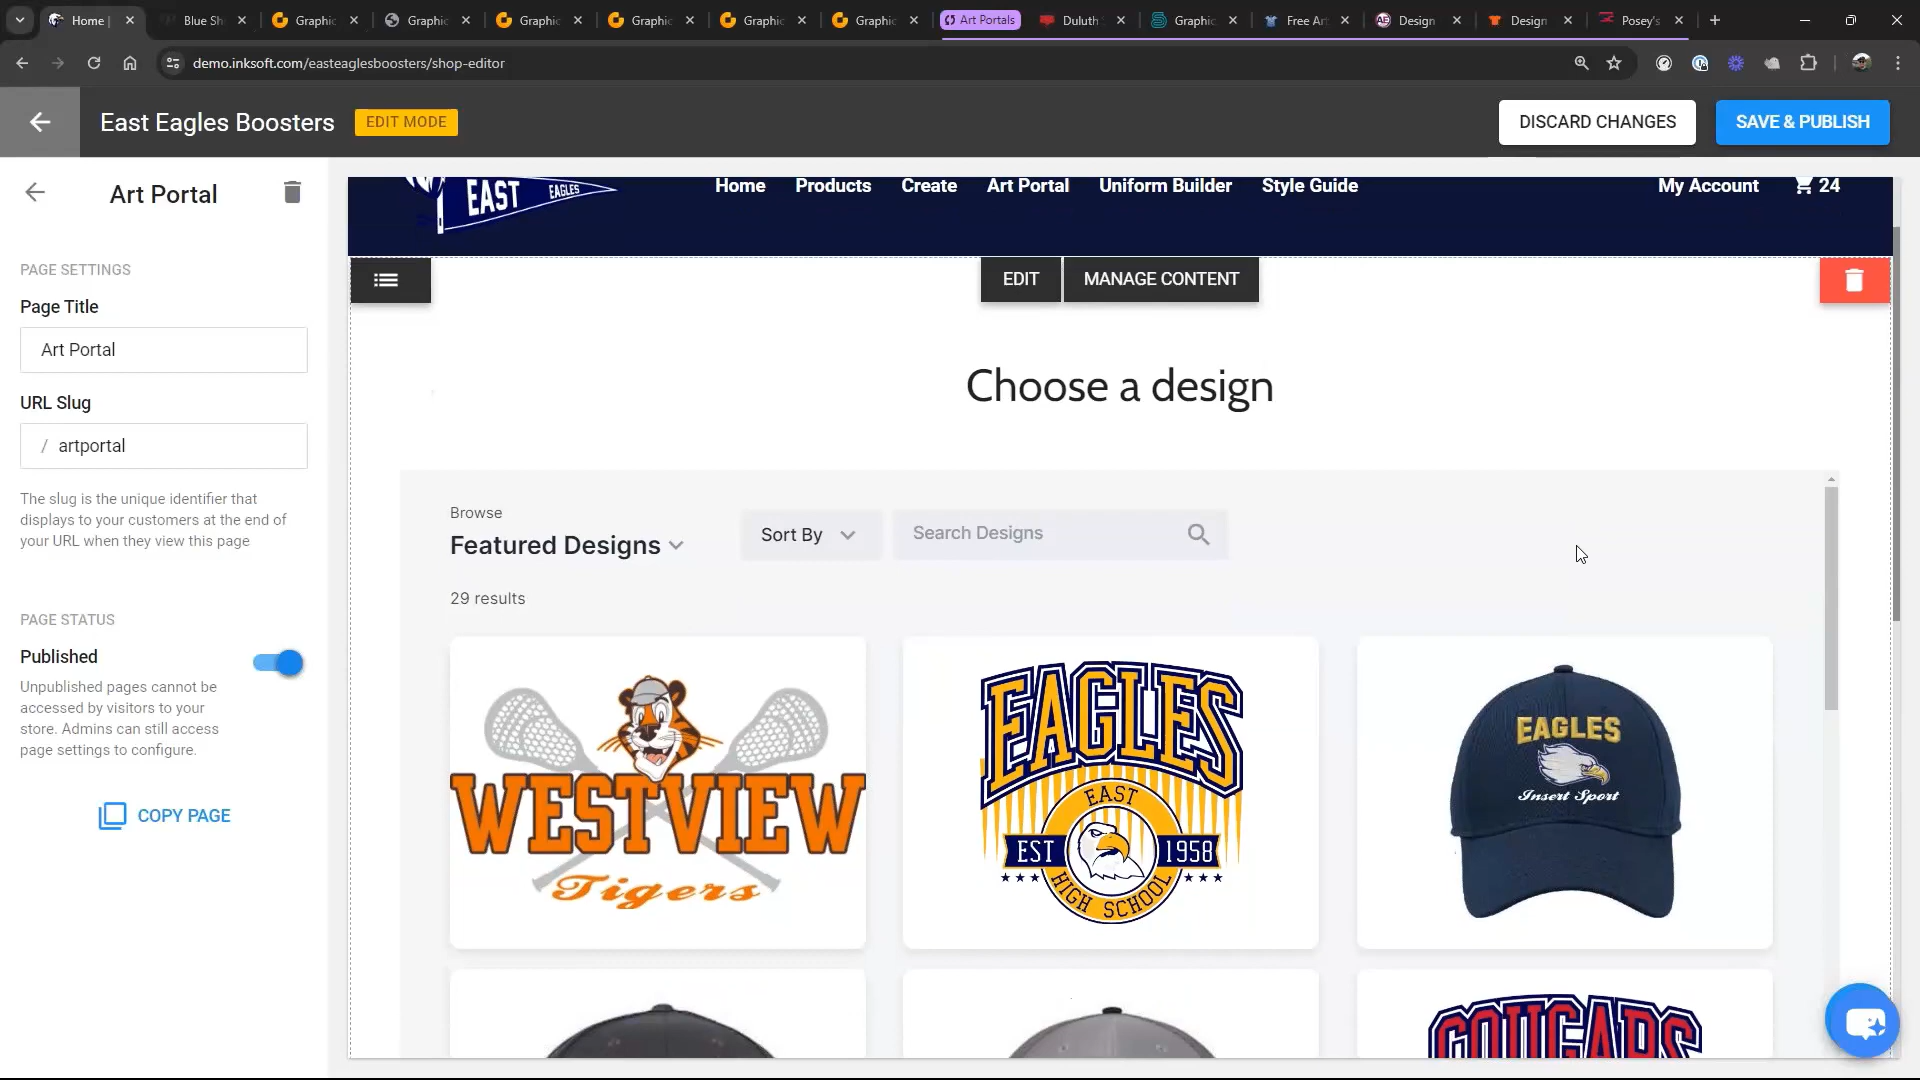 Home |
Blue Sh
Graphic
Graphic
Graphic
Graphic
Graphic
Graphic
Art Portals
Duluth
Graphic
Free Ar
Design
Design
Posey's
demo.inksoft.com/easteaglesboosters/shop-editor
East Eagles Boosters
EDIT MODE
DISCARD CHANGES
SAVE & PUBLISH
Art Portal
PAGE SETTINGS
Page Title
Art Portal
URL Slug
/ artportal
The slug is the unique identifier that
displays to your customers at the end of
your URL when they view this page
PAGE STATUS
Published
Unpublished pages cannot be
accessed by visitors to your
store. Admins can still access
page settings to configure.
COPY PAGE
EAST EAGLES
Home Products Create Art Portal Uniform Builder Style Guide
My Account 24
EDIT MANAGE CONTENT
Choose a design
Browse
Featured Designs
Sort By
Search Designs
29 results
WESTVIEW
Tigers
EAGLES
EAST
EST 1958
HIGH SCHOOL
EAGLES
Insert Sport
COUGARS